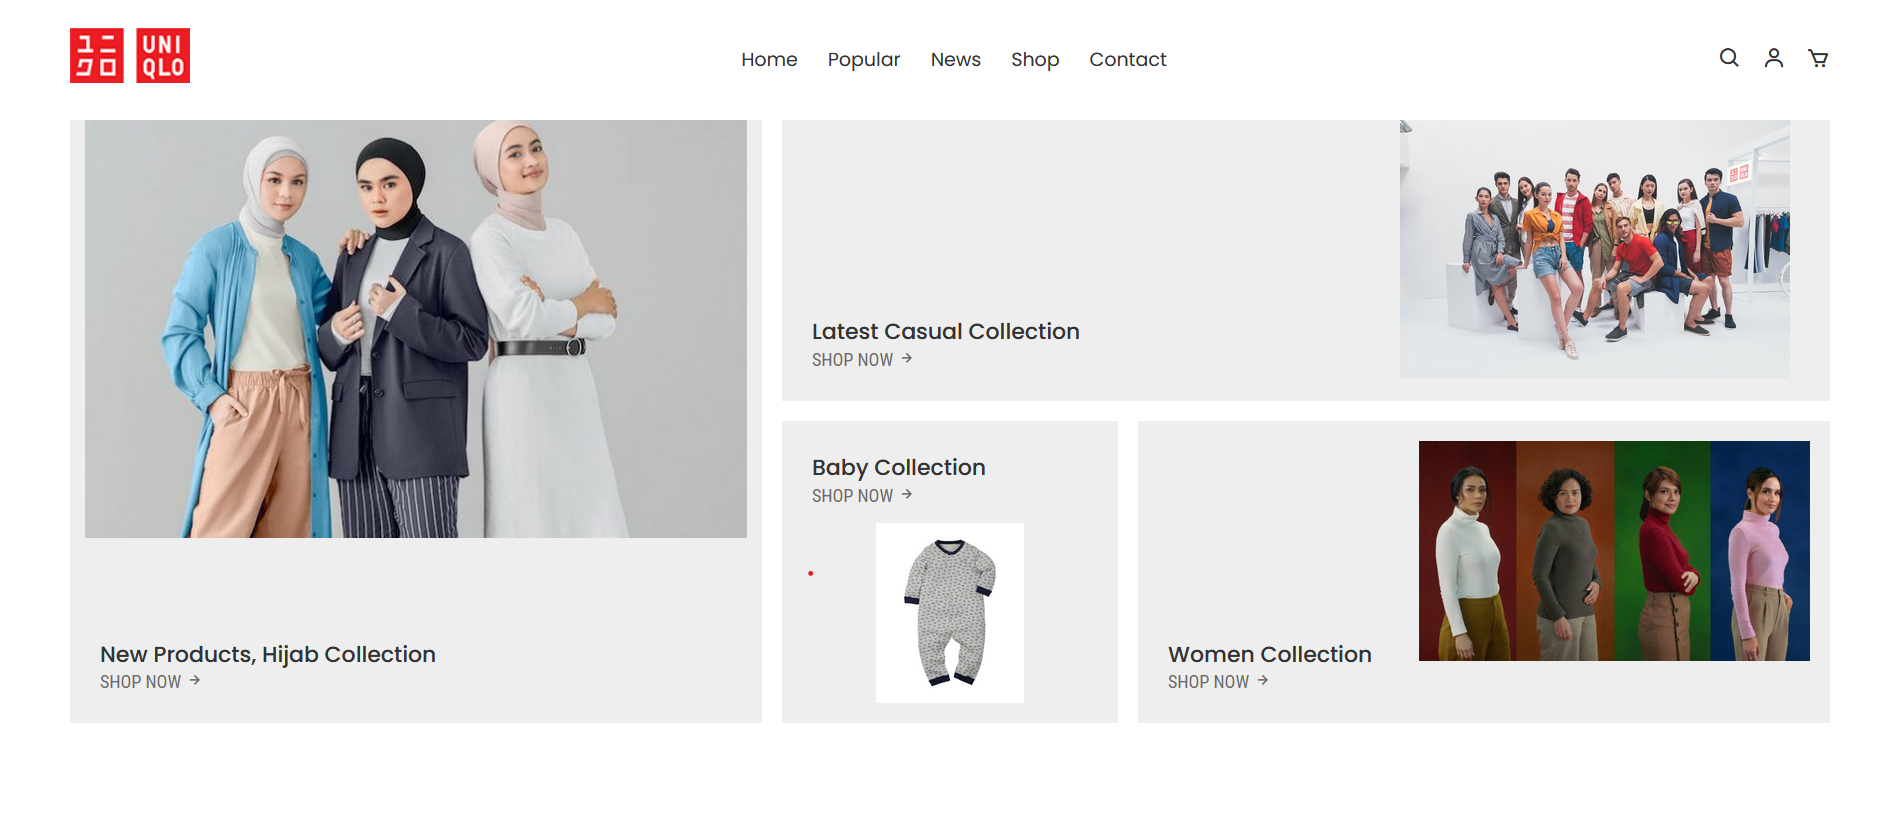 ユニ UNI
クロ QLO
Home Popular News Shop Contact
Latest Casual Collection
SHOP NOW →
Baby Collection
SHOP NOW →
New Products, Hijab Collection
SHOP NOW →
Women Collection
SHOP NOW →